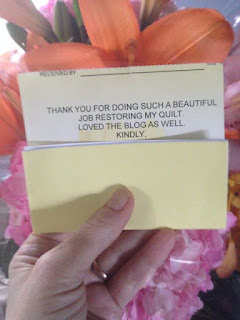 RECEIVED BY
THANK YOU FOR DOING SUCH A BEAUTIFUL
JOB RESTORING MY QUILT.
LOVED THE BLOG AS WELL.
KINDLY,